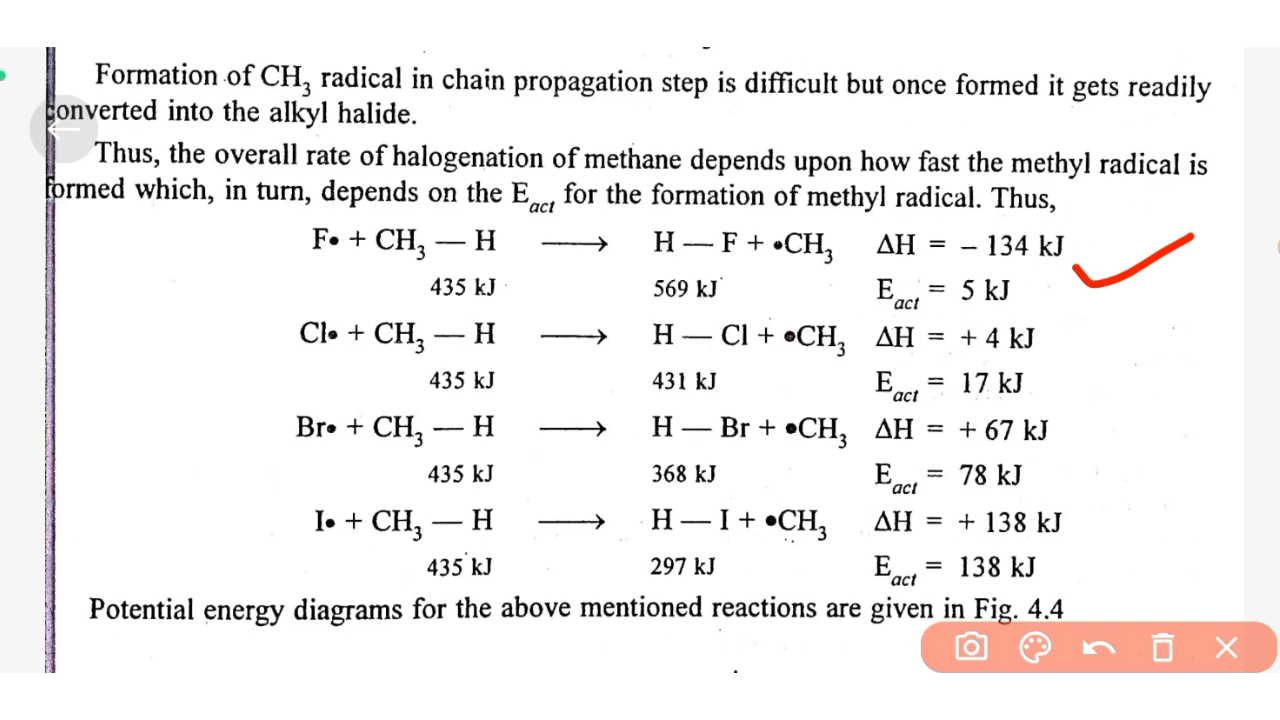 Formation of CH₃ radical in chain propagation step is difficult but once formed it gets readily
converted into the alkyl halide.
Thus, the overall rate of halogenation of methane depends upon how fast the methyl radical is
formed which, in turn, depends on the E_act for the formation of methyl radical. Thus,
F• + CH₃ — H ⟶ H — F + •CH₃ ΔH = – 134 kJ
435 kJ 569 kJ E_act = 5 kJ
Cl• + CH₃ — H ⟶ H — Cl + •CH₃ ΔH = + 4 kJ
435 kJ 431 kJ E_act = 17 kJ
Br• + CH₃ — H ⟶ H — Br + •CH₃ ΔH = + 67 kJ
435 kJ 368 kJ E_act = 78 kJ
I• + CH₃ — H ⟶ H — I + •CH₃ ΔH = + 138 kJ
435 kJ 297 kJ E_act = 138 kJ
Potential energy diagrams for the above mentioned reactions are given in Fig. 4.4